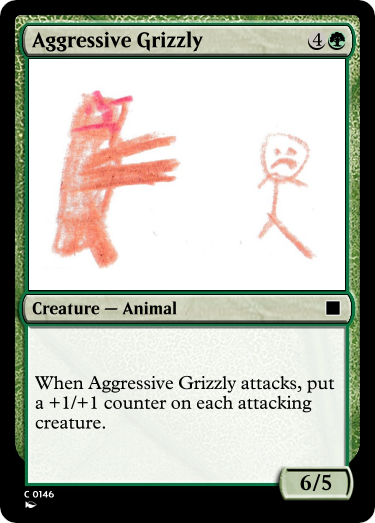 Aggressive Grizzly 4
Creature — Animal
When Aggressive Grizzly attacks, put
a +1/+1 counter on each attacking
creature.
6/5
C 0146